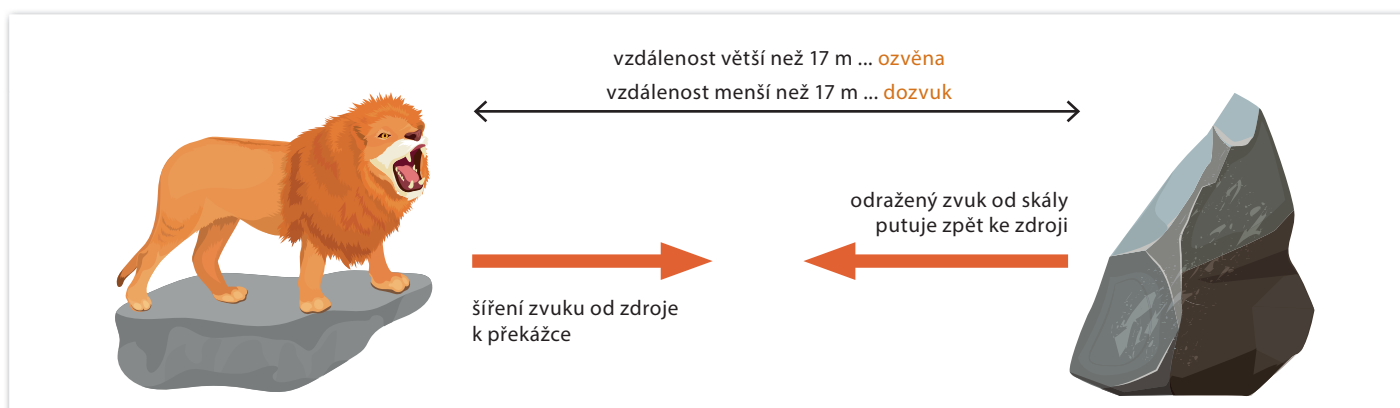 vzdálenost větší než 17 m ... ozvěna
vzdálenost menší než 17 m ... dozvuk
odražený zvuk od skály
putuje zpět ke zdroji
šíření zvuku od zdroje
k překážce